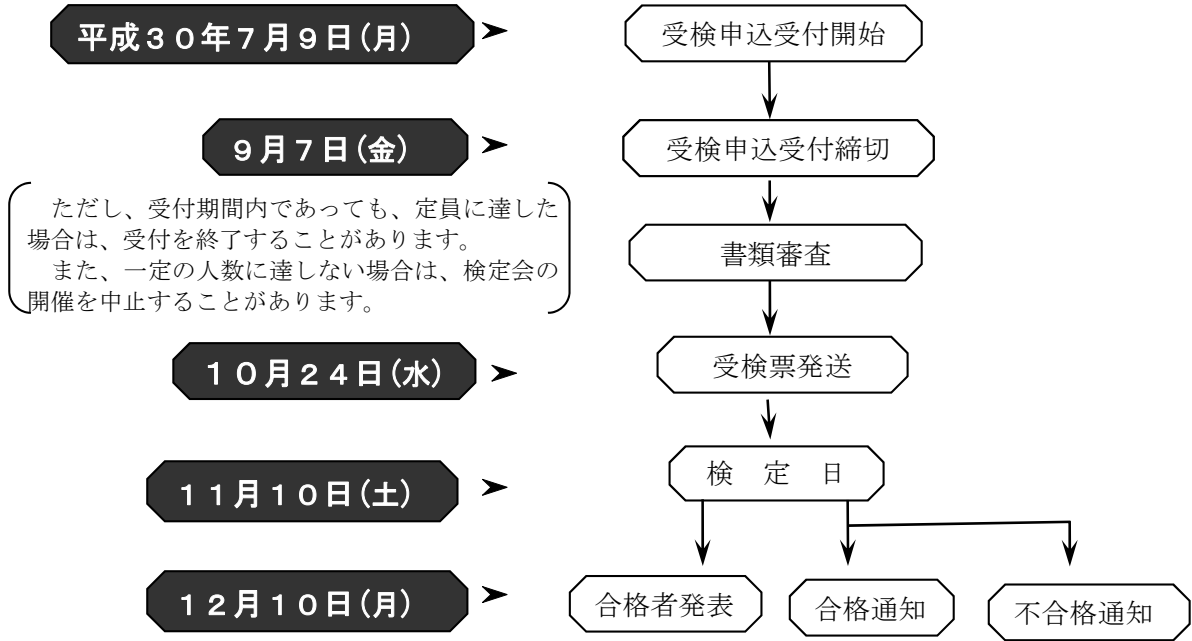 平成３０年７月９日(月)
受検申込受付開始
９月７日(金)
受検申込受付締切
ただし、受付期間内であっても、定員に達した
場合は、受付を終了することがあります。
また、一定の人数に達しない場合は、検定会の
開催を中止することがあります。
書類審査
１０月２４日(水)
受検票発送
１１月１０日(土)
検　定　日
１２月１０日(月)
合格者発表
合格通知
不合格通知